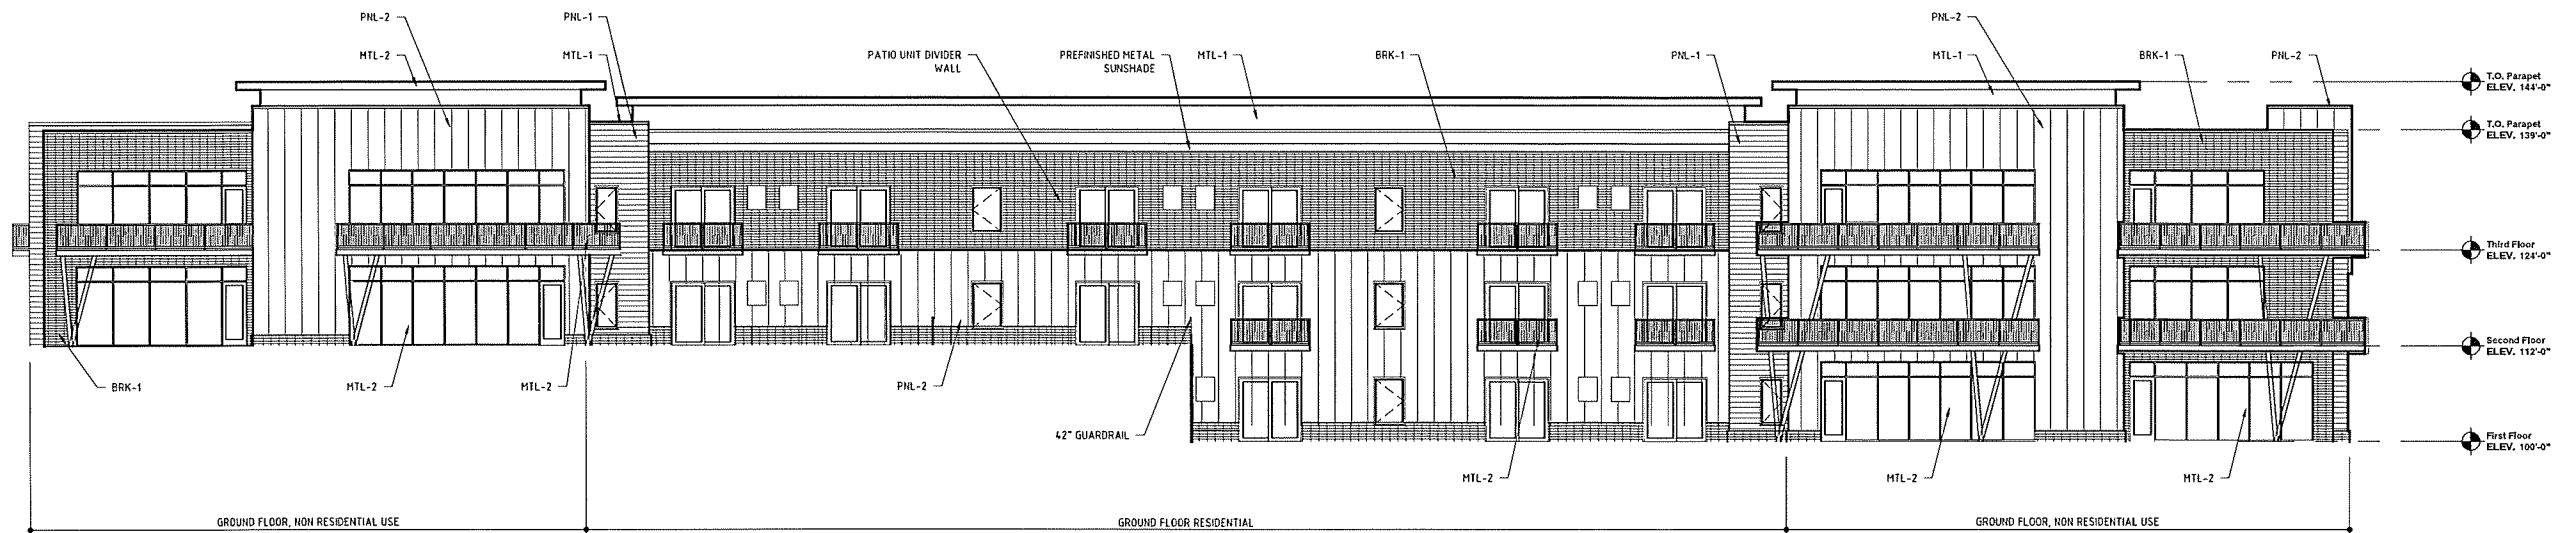 PNL-2
PNL-1
PNL-2
MTL-2
MTL-1
PATIO UNIT DIVIDER
WALL
PREFINISHED METAL
SUNSHADE
MTL-1
BRK-1
PNL-1
MTL-1
BRK-1
PNL-2
T.O. Parapet
ELEV. 144'-0"
T.O. Parapet
ELEV. 139'-0"
Third Floor
ELEV. 124'-0"
Second Floor
ELEV. 112'-0"
BRK-1
MTL-2
MTL-2
PNL-2
42" GUARDRAIL
First Floor
ELEV. 100'-0"
MTL-2
MTL-2
MTL-2
GROUND FLOOR, NON RESIDENTIAL USE
GROUND FLOOR RESIDENTIAL
GROUND FLOOR, NON RESIDENTIAL USE